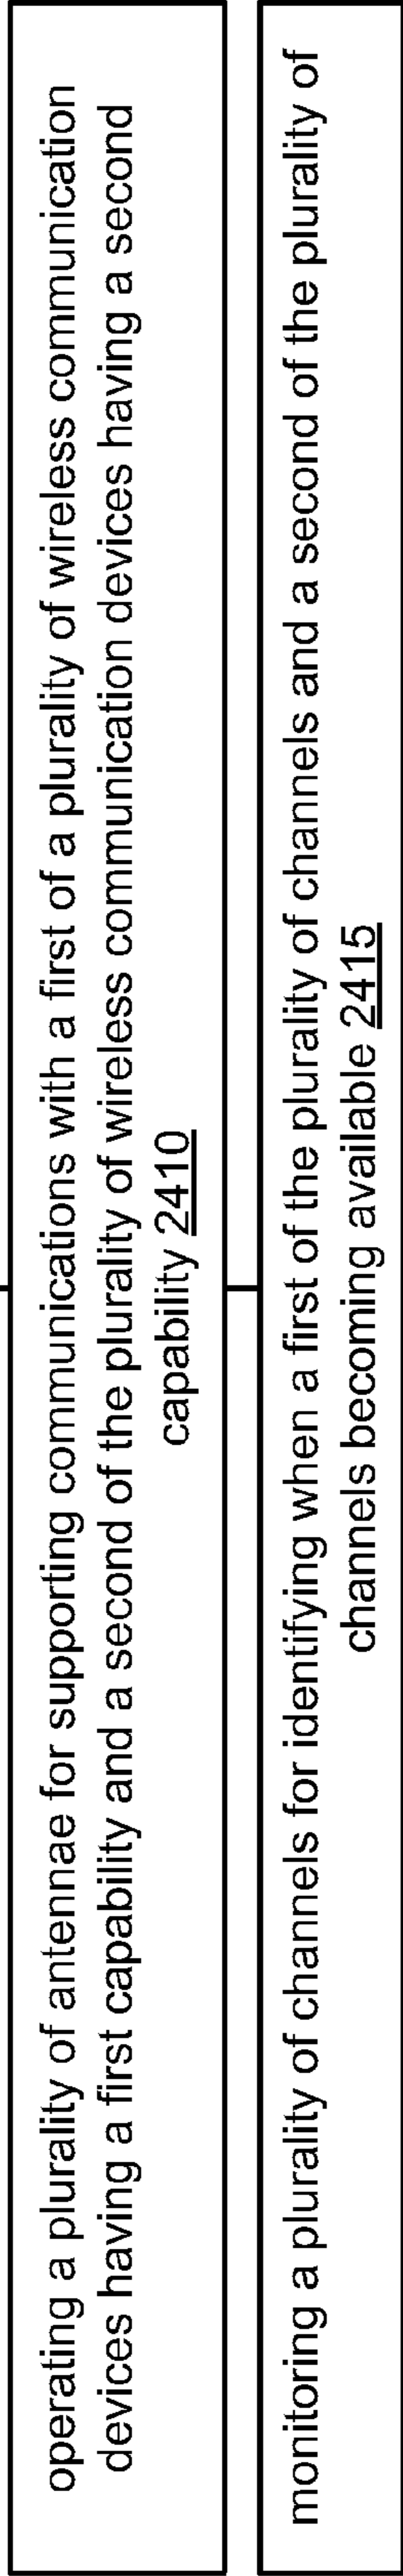 operating a plurality of antennae for supporting communications with a first of a plurality of wireless communication
devices having a first capability and a second of the plurality of wireless communication devices having a second
capability 2410
monitoring a plurality of channels for identifying when a first of the plurality of channels and a second of the plurality of
channels becoming available 2415